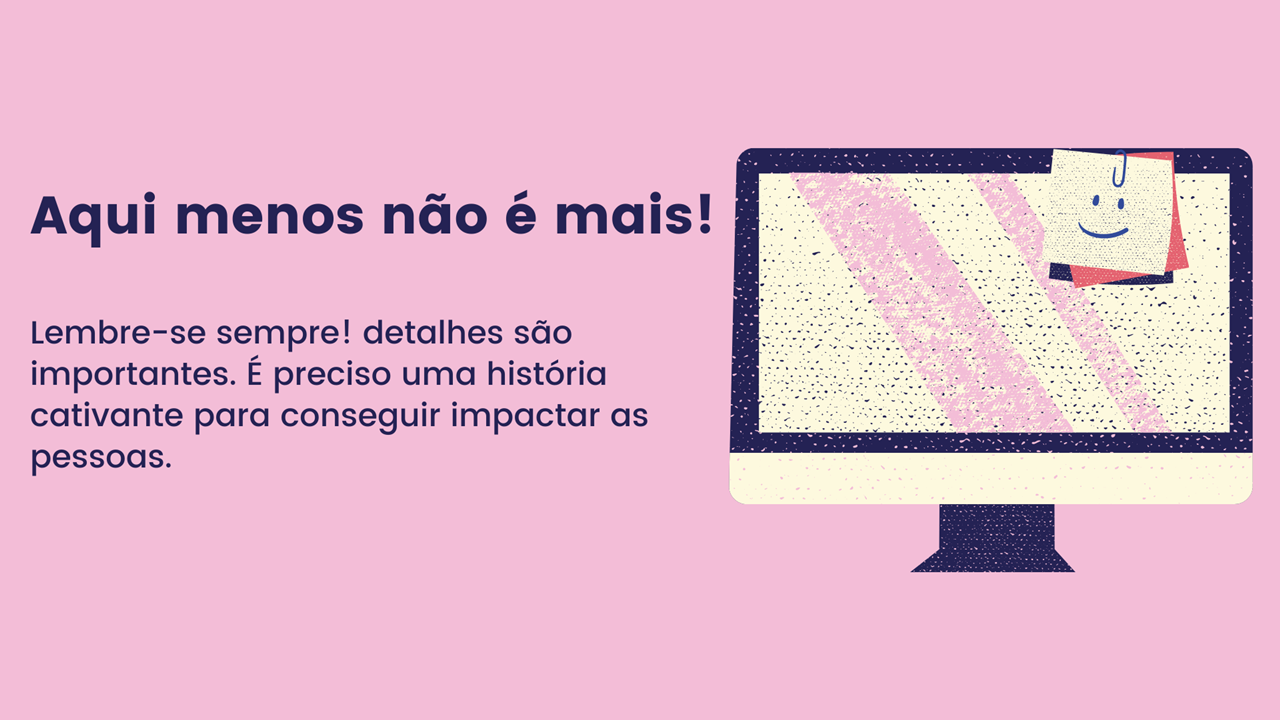 Aqui menos não é mais!
Lembre-se sempre! detalhes são
importantes. É preciso uma história
cativante para conseguir impactar as
pessoas.